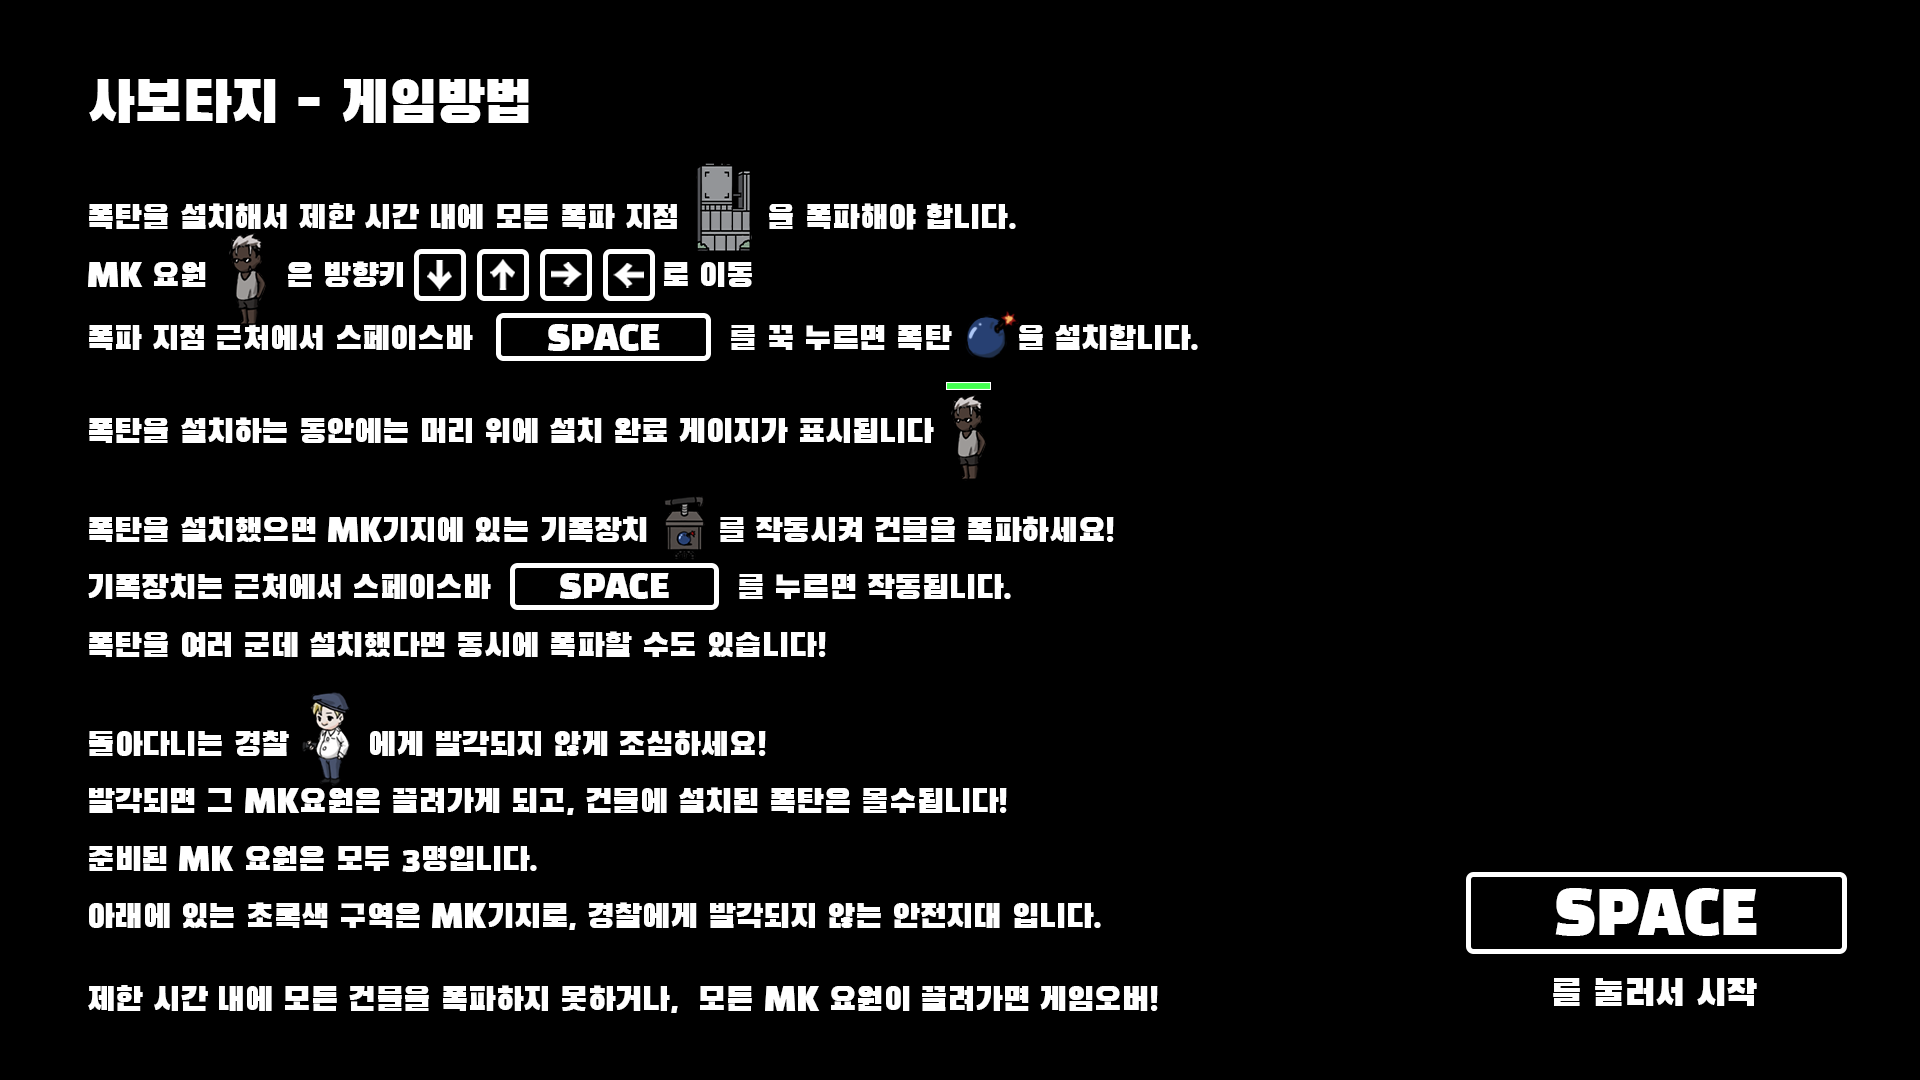 사보타지 - 게임방법
폭탄을 설치해서 제한 시간 내에 모든 폭파 지점 을 폭파해야 합니다.
MK 요원 은 방향키 ↓ ↑ → ← 로 이동
폭파 지점 근처에서 스페이스바 SPACE 를 꾹 누르면 폭탄 을 설치합니다.
폭탄을 설치하는 동안에는 머리 위에 설치 완료 게이지가 표시됩니다
폭탄을 설치했으면 MK기지에 있는 기폭장치 를 작동시켜 건물을 폭파하세요!
기폭장치는 근처에서 스페이스바 SPACE 를 누르면 작동됩니다.
폭탄을 여러 군데 설치했다면 동시에 폭파할 수도 있습니다!
돌아다니는 경찰 에게 발각되지 않게 조심하세요!
발각되면 그 MK요원은 끌려가게 되고, 건물에 설치된 폭탄은 몰수됩니다!
준비된 MK 요원은 모두 3명입니다.
아래에 있는 초록색 구역은 MK기지로, 경찰에게 발각되지 않는 안전지대 입니다.
제한 시간 내에 모든 건물을 폭파하지 못하거나, 모든 MK 요원이 끌려가면 게임오버!
SPACE
를 눌러서 시작